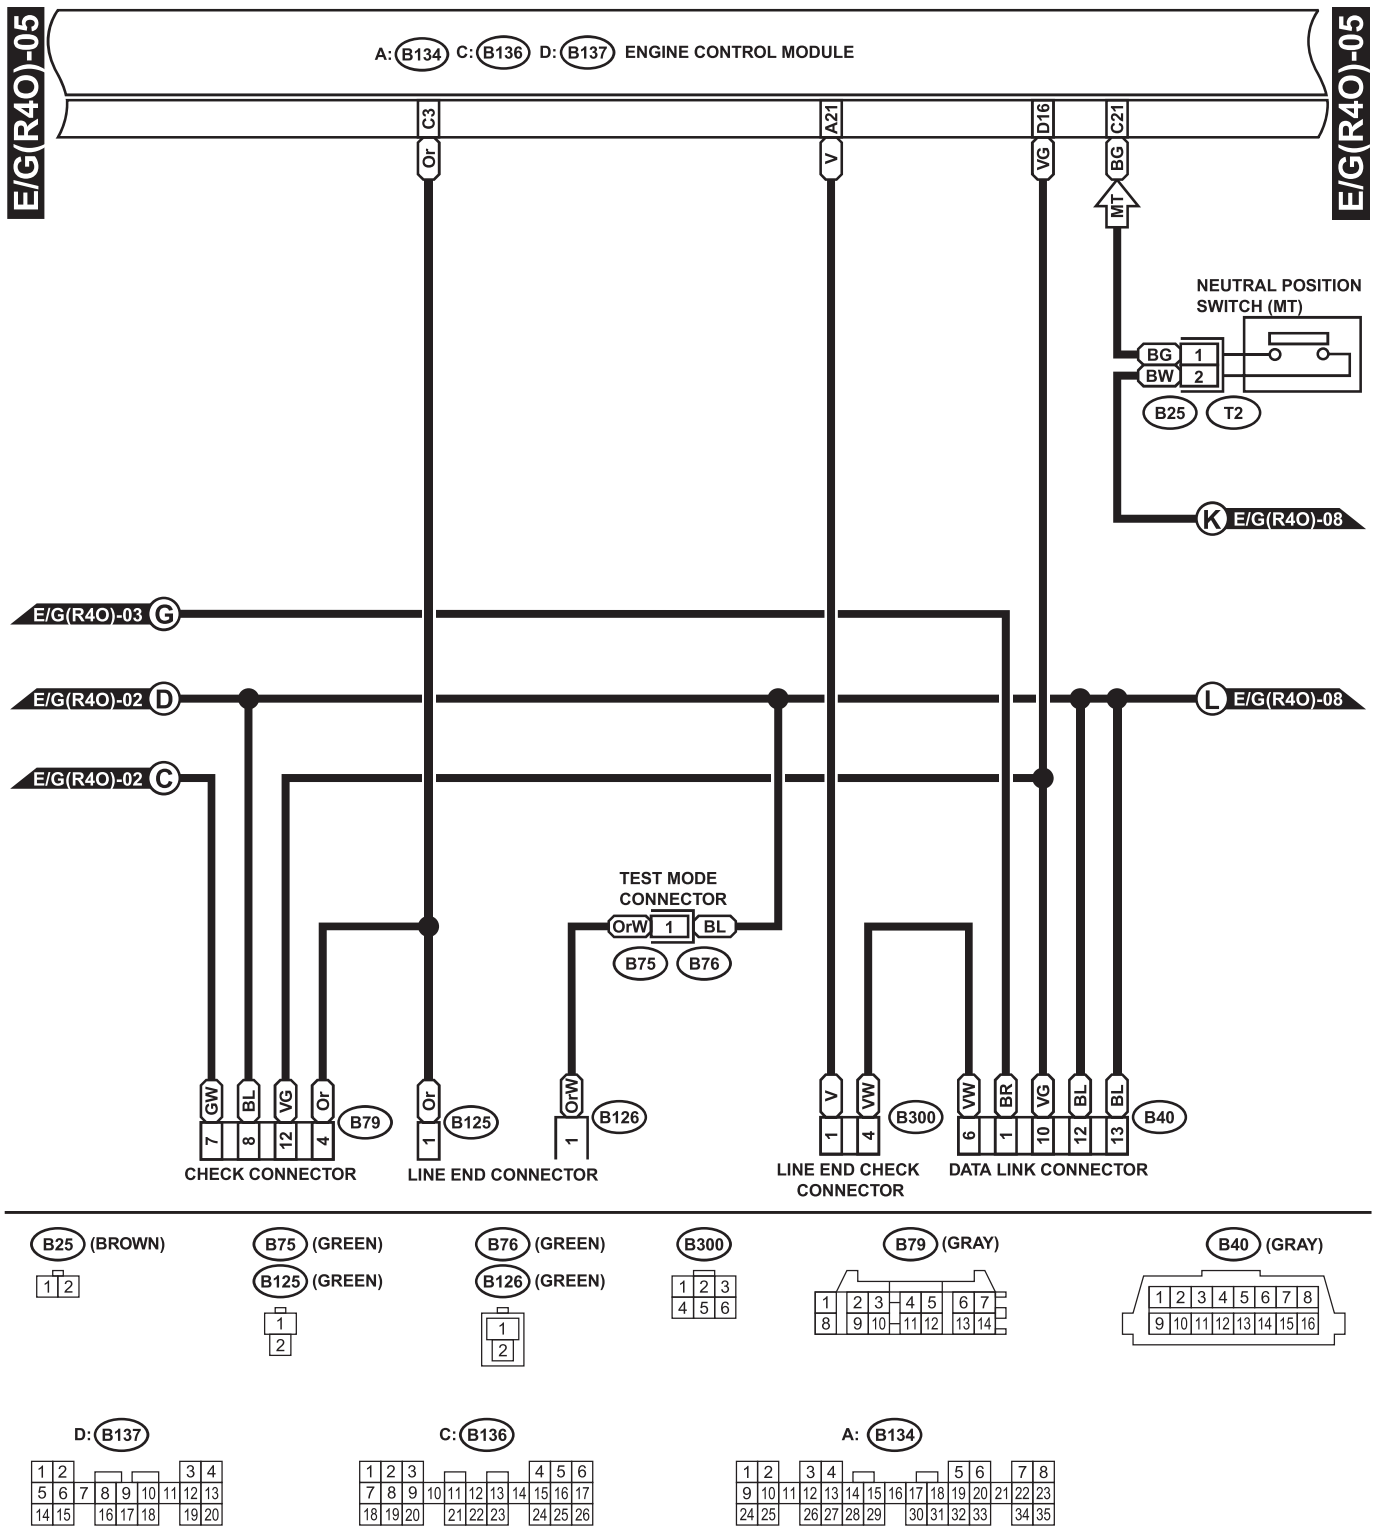 E/G(R4O)-05
E/G(R4O)-05
A: B134 C: B136 D: B137 ENGINE CONTROL MODULE
C3 A21 D16 C21
Or V VG BG
MT
NEUTRAL POSITION
SWITCH (MT)
BG 1
BW 2
B25 T2
K E/G(R4O)-08
E/G(R4O)-03 G
E/G(R4O)-02 D L E/G(R4O)-08
E/G(R4O)-02 C
TEST MODE
CONNECTOR
OrW 1 BL
B75 B76
GW BL VG Or Or OrW V VW VW BR VG BL BL
7 8 12 4 B79 1 B125 1 B126 1 4 B300 6 1 10 12 13 B40
CHECK CONNECTOR
LINE END CONNECTOR
LINE END CHECK
CONNECTOR
DATA LINK CONNECTOR
B25 (BROWN) B75 (GREEN) B76 (GREEN) B300 B79 (GRAY) B40 (GRAY)
B125 (GREEN) B126 (GREEN)
1 2
1
2
1
2
1 2 3
4 5 6
1 2 3 4 5 6 7
8 9 10 11 12 13 14
1 2 3 4 5 6 7 8
9 10 11 12 13 14 15 16
D: B137 C: B136 A: B134
1 2 3 4
5 6 7 8 9 10 11 12 13
14 15 16 17 18 19 20
1 2 3 4 5 6
7 8 9 10 11 12 13 14 15 16 17
18 19 20 21 22 23 24 25 26
1 2 3 4 5 6 7 8
9 10 11 12 13 14 15 16 17 18 19 20 21 22 23
24 25 26 27 28 29 30 31 32 33 34 35